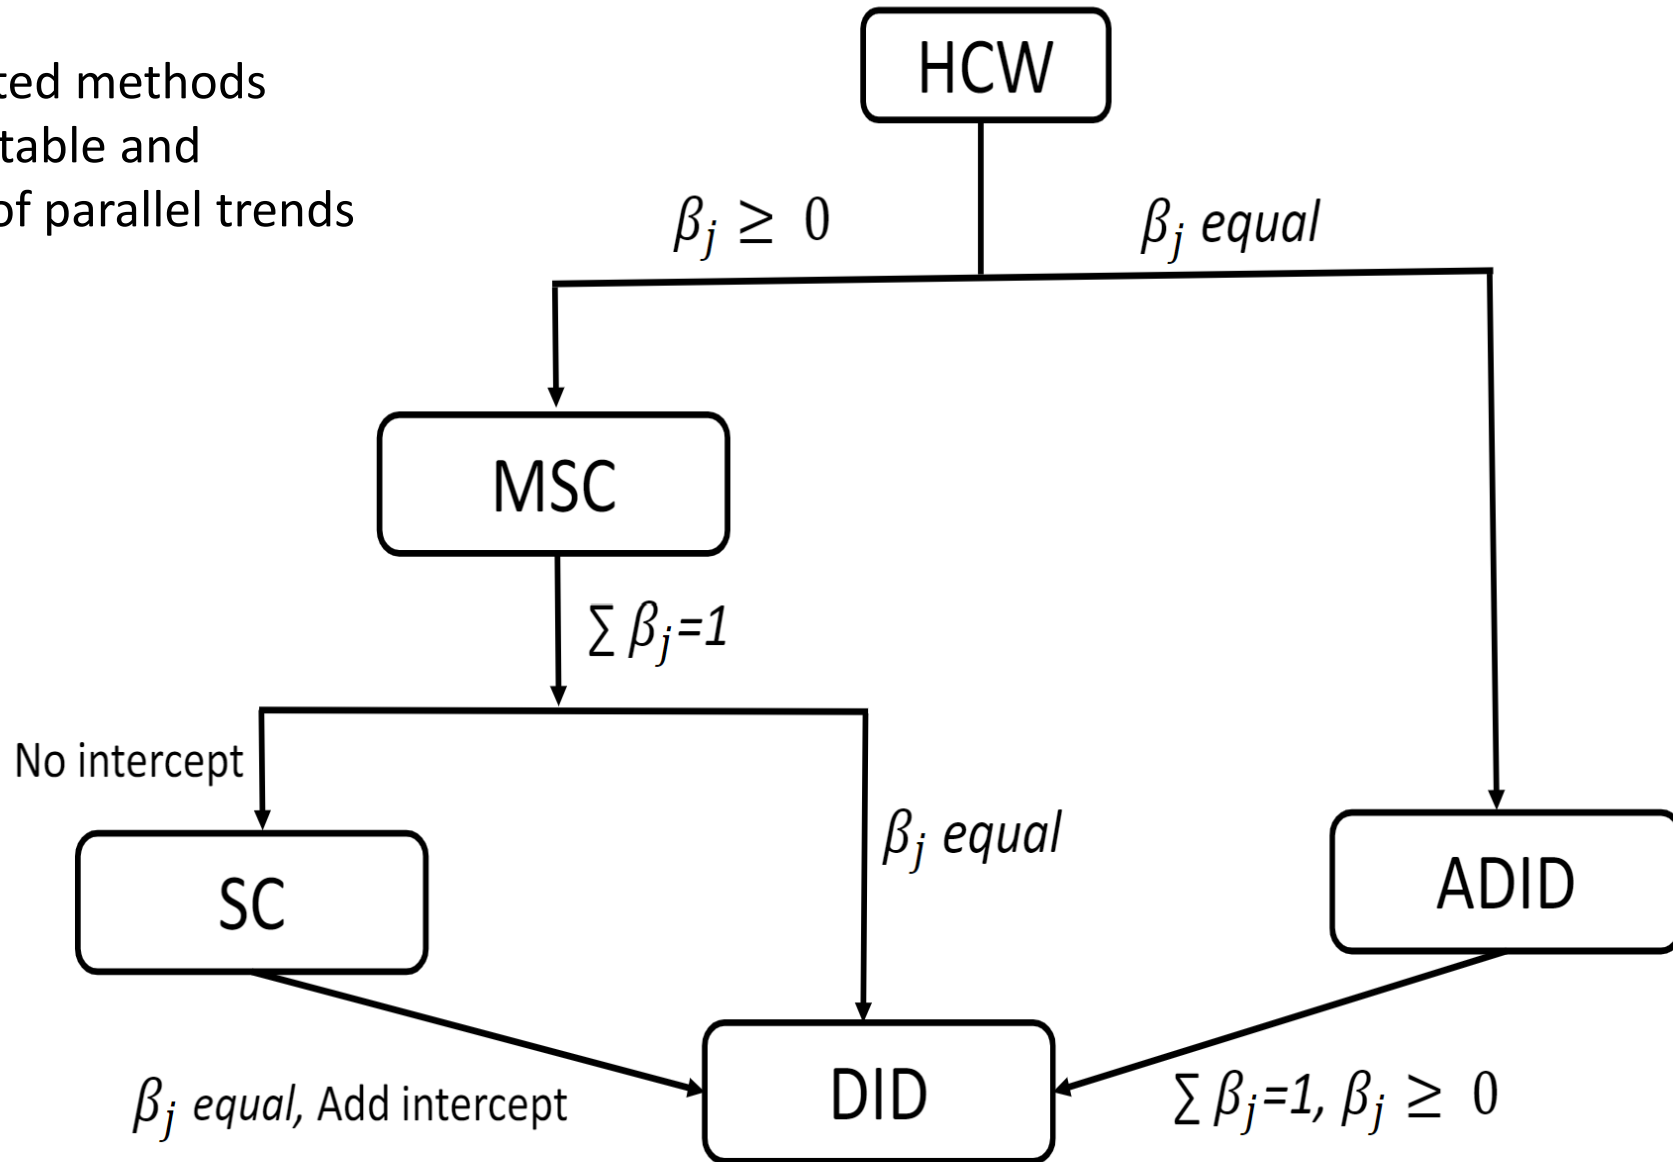 HCW
ted methods
table and
of parallel trends
βj ≥ 0
βj equal
MSC
∑ βj=1
No intercept
βj equal
SC
ADID
DID
βj equal, Add intercept
∑ βj=1, βj ≥ 0